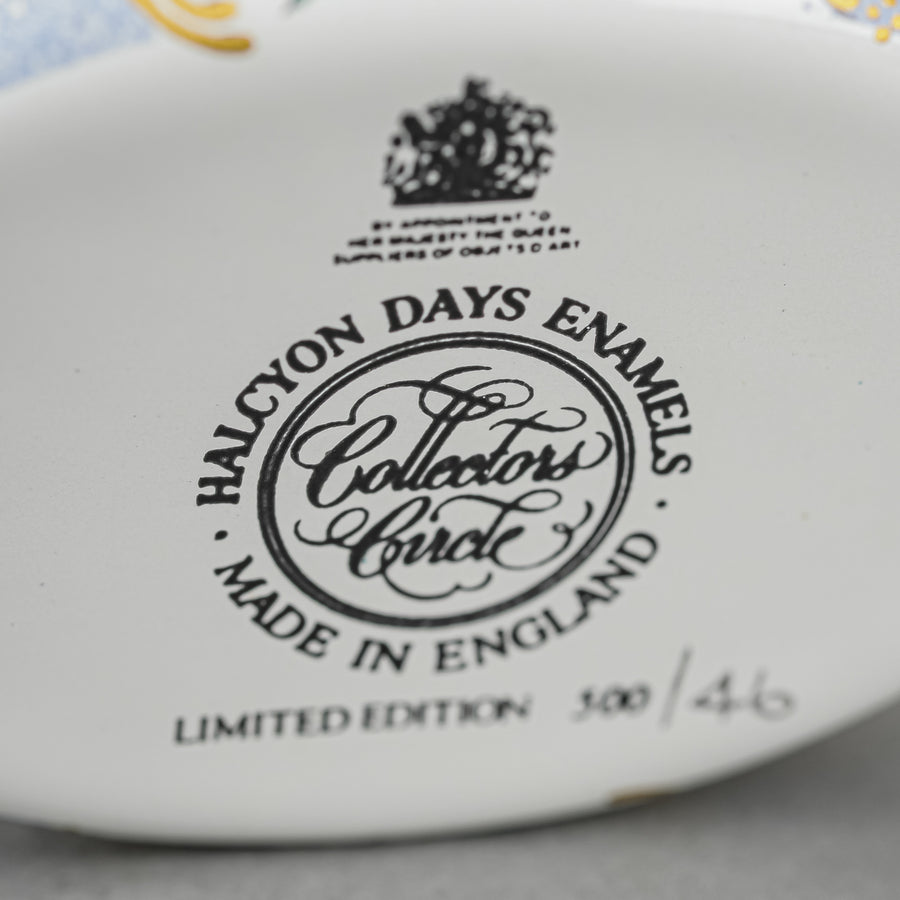 BY APPOINTMENT TO
HER MAJESTY THE QUEEN
SUPPLIERS OF OBJETS D ART
HALCYON DAYS ENAMELS
Collectors
Circle
· MADE IN ENGLAND ·
LIMITED EDITION 500/46